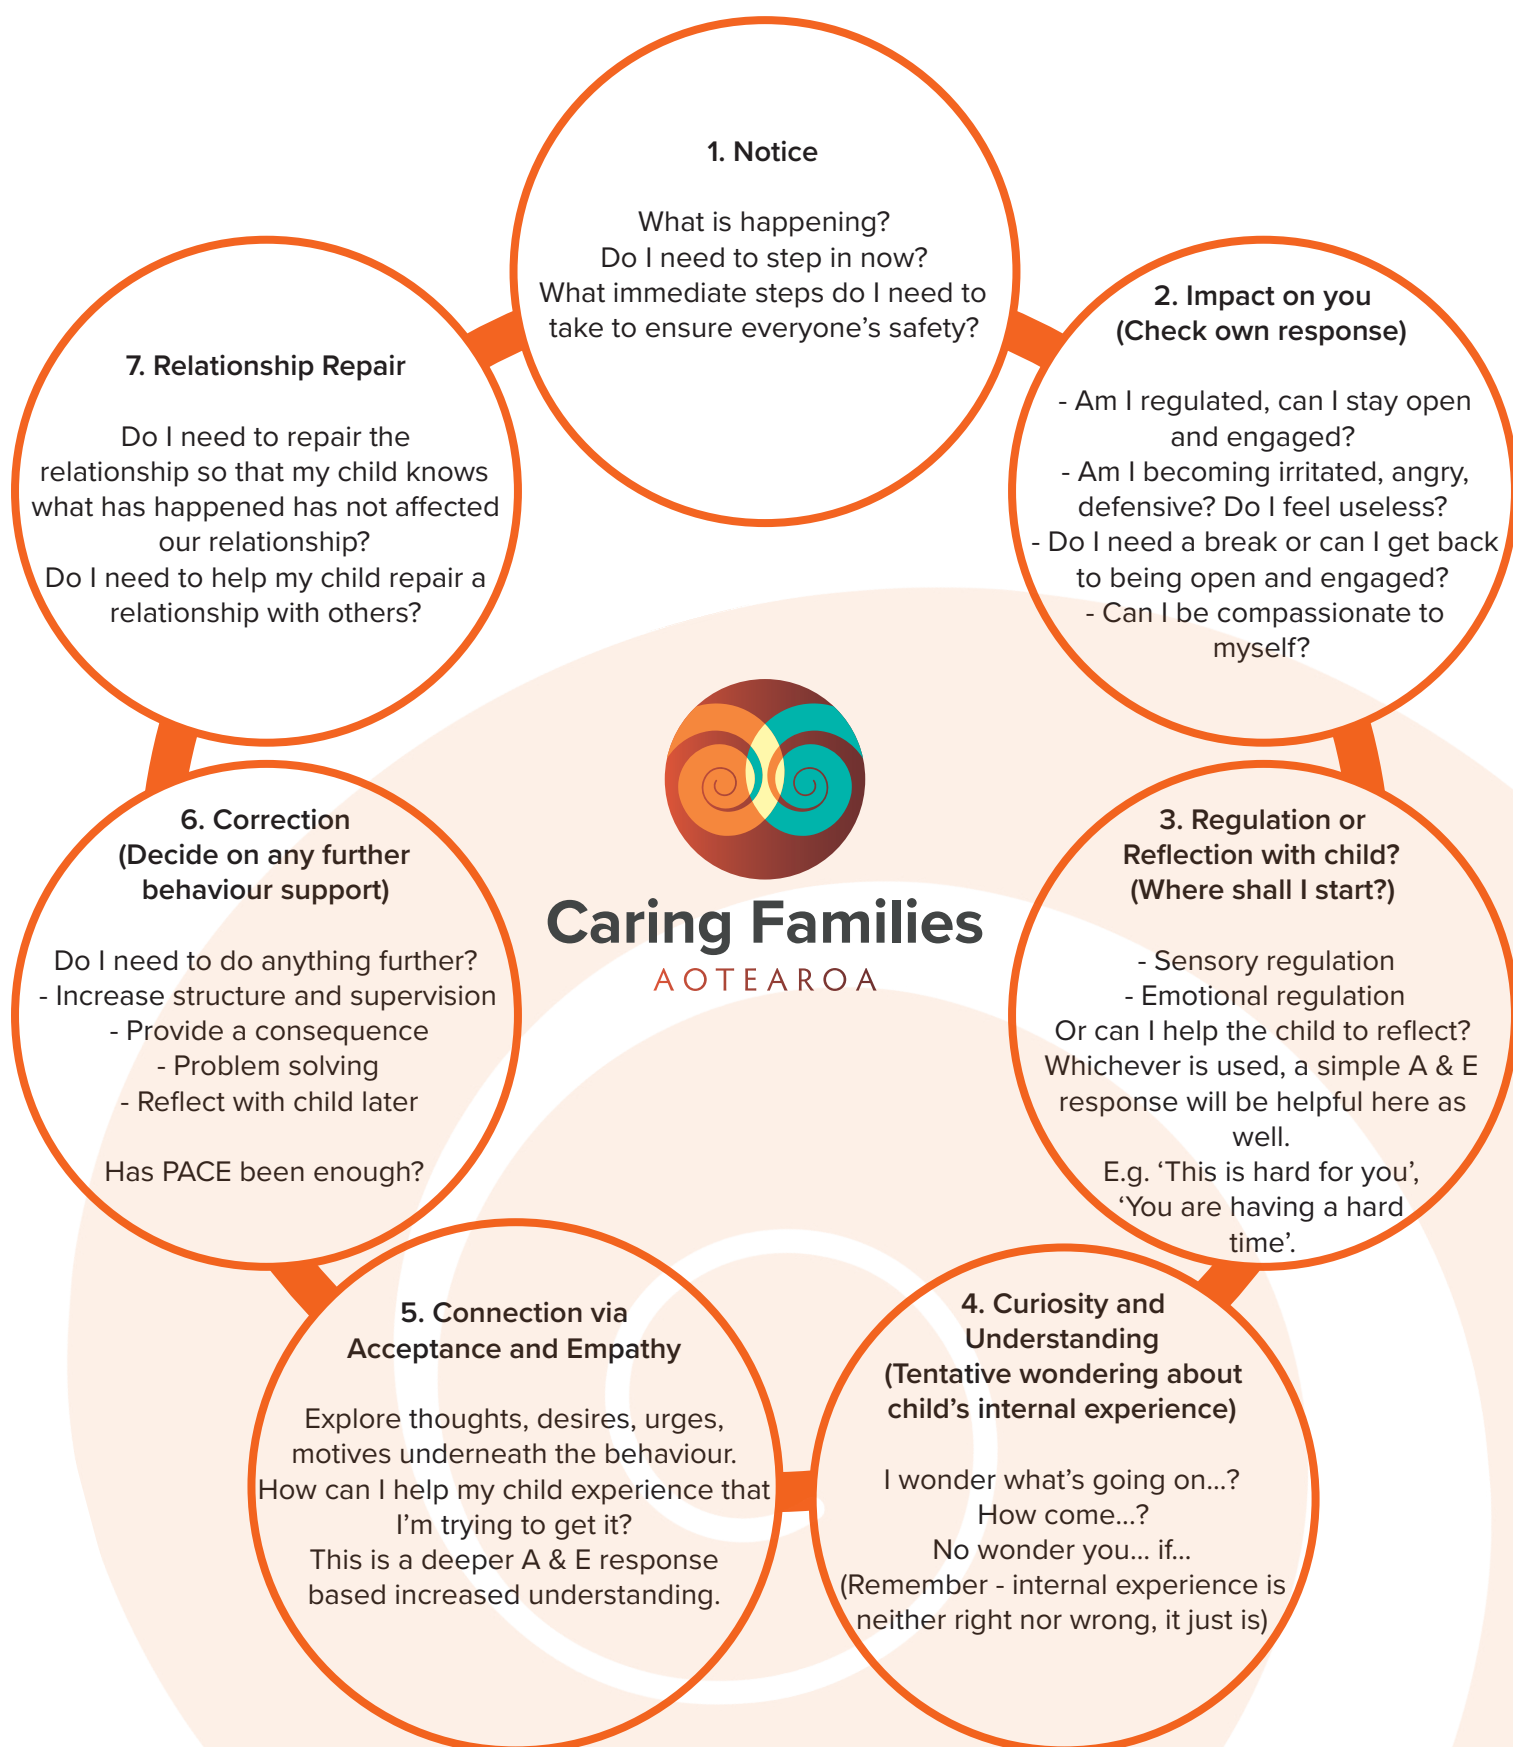 1. Notice
What is happening?
Do I need to step in now?
What immediate steps do I need to
take to ensure everyone’s safety?
2. Impact on you
(Check own response)
- Am I regulated, can I stay open
and engaged?
- Am I becoming irritated, angry,
defensive? Do I feel useless?
- Do I need a break or can I get back
to being open and engaged?
- Can I be compassionate to
myself?
3. Regulation or
Reflection with child?
(Where shall I start?)
- Sensory regulation
- Emotional regulation
Or can I help the child to reflect?
Whichever is used, a simple A & E
response will be helpful here as
well.
E.g. ‘This is hard for you’,
‘You are having a hard
time’.
4. Curiosity and
Understanding
(Tentative wondering about
child’s internal experience)
I wonder what’s going on...?
How come...?
No wonder you... if...
(Remember - internal experience is
neither right nor wrong, it just is)
5. Connection via
Acceptance and Empathy
Explore thoughts, desires, urges,
motives underneath the behaviour.
How can I help my child experience that
I’m trying to get it?
This is a deeper A & E response
based increased understanding.
6. Correction
(Decide on any further
behaviour support)
Do I need to do anything further?
- Increase structure and supervision
- Provide a consequence
- Problem solving
- Reflect with child later
Has PACE been enough?
7. Relationship Repair
Do I need to repair the
relationship so that my child knows
what has happened has not affected
our relationship?
Do I need to help my child repair a
relationship with others?
Caring Families
AOTEAROA